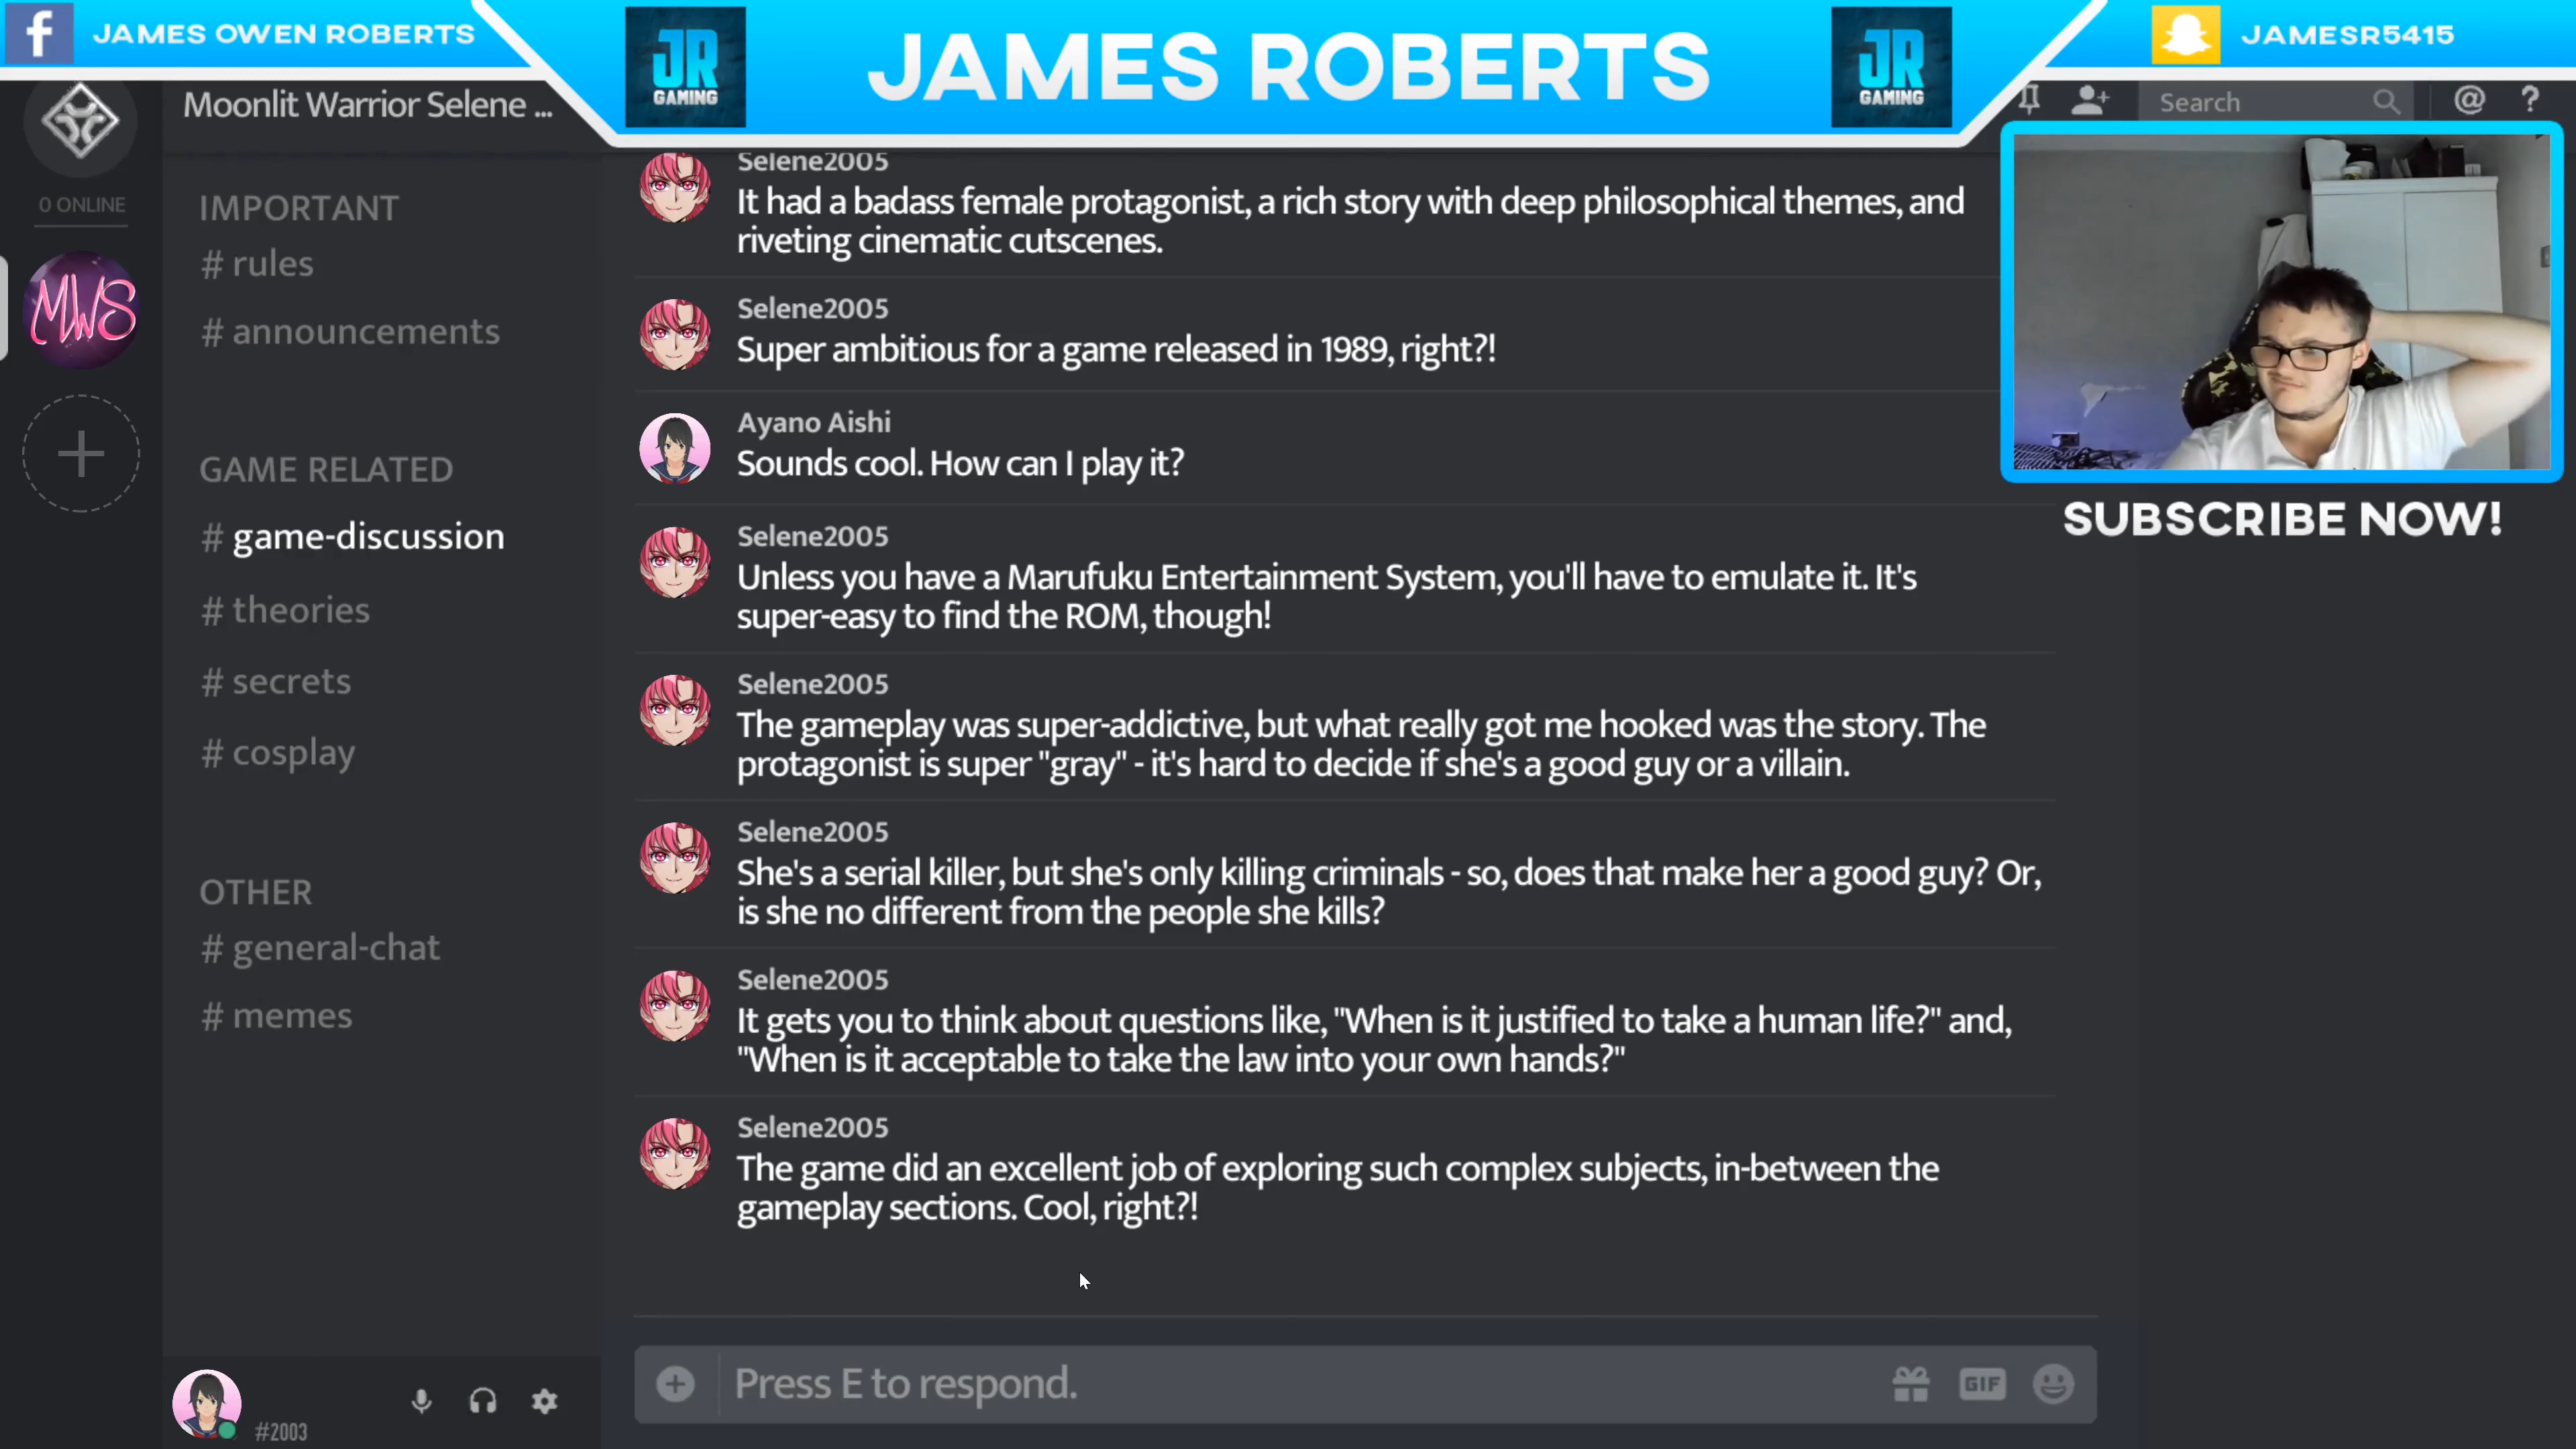 JAMES OWEN ROBERTS
JR
GAMING
JAMES ROBERTS
JR
GAMING
JAMESR5415
Moonlit Warrior Selene ...
Search
0 ONLINE
MWS
IMPORTANT
# rules
# announcements
GAME RELATED
# game-discussion
# theories
# secrets
# cosplay
OTHER
# general-chat
# memes
#2003
Selene2005
It had a badass female protagonist, a rich story with deep philosophical themes, and
riveting cinematic cutscenes.
Selene2005
Super ambitious for a game released in 1989, right?!
Ayano Aishi
Sounds cool. How can I play it?
Selene2005
Unless you have a Marufuku Entertainment System, you'll have to emulate it. It's
super-easy to find the ROM, though!
Selene2005
The gameplay was super-addictive, but what really got me hooked was the story. The
protagonist is super "gray" - it's hard to decide if she's a good guy or a villain.
Selene2005
She's a serial killer, but she's only killing criminals - so, does that make her a good guy? Or,
is she no different from the people she kills?
Selene2005
It gets you to think about questions like, "When is it justified to take a human life?" and,
"When is it acceptable to take the law into your own hands?"
Selene2005
The game did an excellent job of exploring such complex subjects, in-between the
gameplay sections. Cool, right?!
Press E to respond.
GIF
SUBSCRIBE NOW!